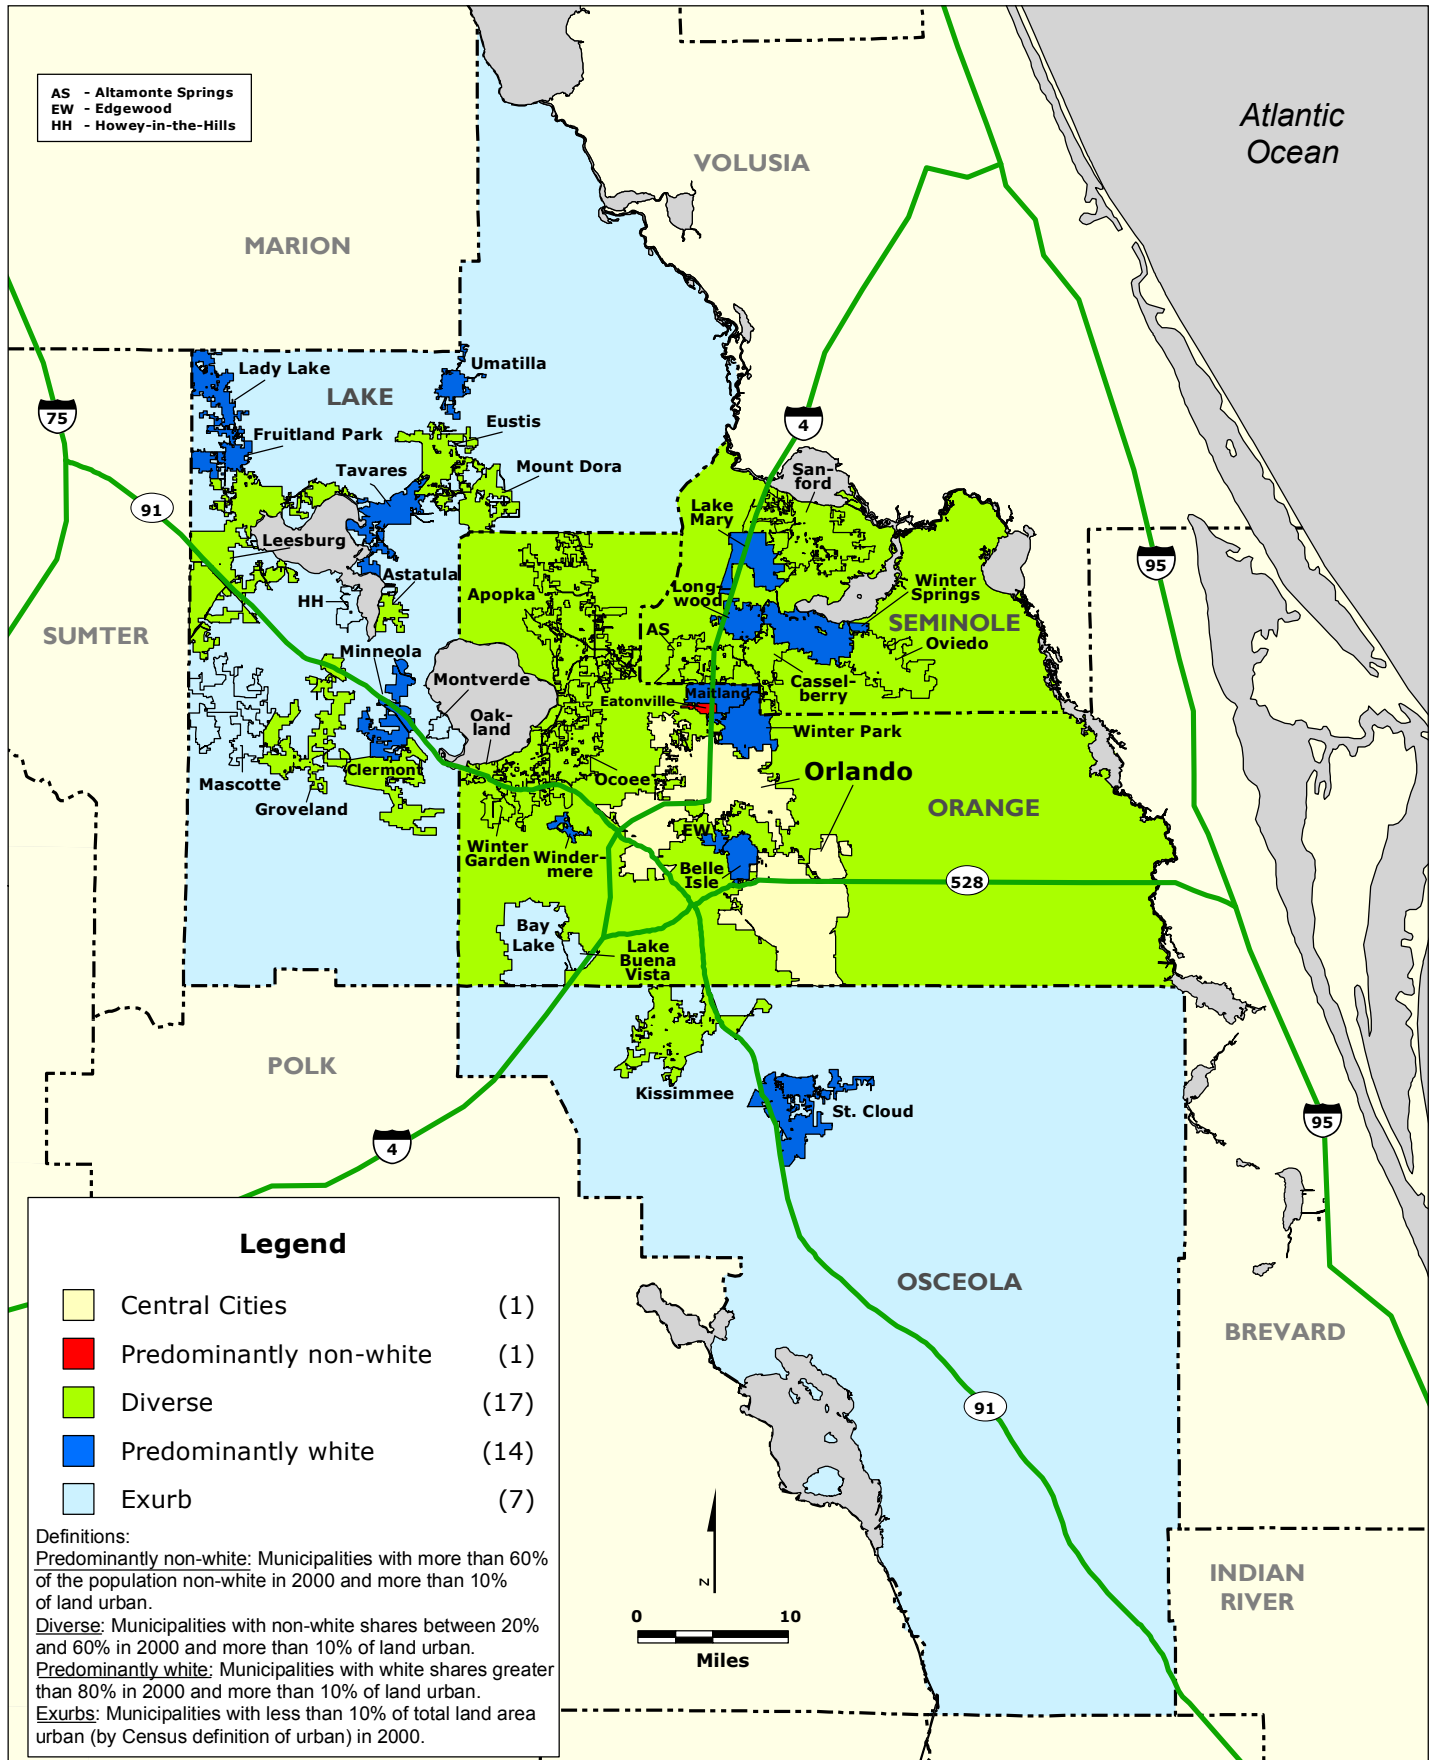 AS - Altamonte Springs
EW - Edgewood
HH - Howey-in-the-Hills
Atlantic
Ocean
VOLUSIA
MARION
Lady Lake
Umatilla
LAKE
75
4
Eustis
Fruitland Park
Tavares
Mount Dora
San-
ford
91
Lake
Mary
Leesburg
95
Astatula
Winter
Springs
HH
Apopka
Long-
wood
SUMTER
SEMINOLE
AS
Oviedo
Minneola
Montverde
Cassel-
berry
Maitland
Eatonville
Oak-
land
Winter Park
Clermont
Orlando
Mascotte
Ocoee
Groveland
ORANGE
EW
Winter
Garden
Winder-
mere
Belle
Isle
528
Bay
Lake
Lake
Buena
Vista
POLK
Kissimmee
St. Cloud
95
4
OSCEOLA
BREVARD
91
INDIAN
RIVER
Legend
Central Cities (1)
Predominantly non-white (1)
Diverse (17)
Predominantly white (14)
Exurb (7)
Definitions:
Predominantly non-white: Municipalities with more than 60%
of the population non-white in 2000 and more than 10%
of land urban.
Diverse: Municipalities with non-white shares between 20%
and 60% in 2000 and more than 10% of land urban.
Predominantly white: Municipalities with white shares greater
than 80% in 2000 and more than 10% of land urban.
Exurbs: Municipalities with less than 10% of total land area
urban (by Census definition of urban) in 2000.
N
0 10
Miles